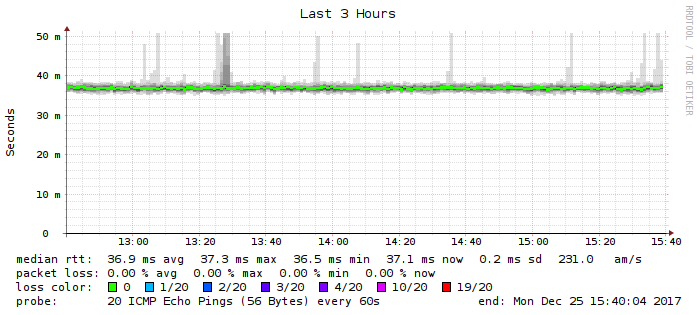 Last 3 Hours
RRDTOOL / TOBI OETIKER
Seconds
50 m
40 m
30 m
20 m
10 m
0
13:00 13:20 13:40 14:00 14:20 14:40 15:00 15:20 15:40
median rtt: 36.9 ms avg 37.3 ms max 36.5 ms min 37.1 ms now 0.2 ms sd 231.0 am/s
packet loss: 0.00 % avg 0.00 % max 0.00 % min 0.00 % now
loss color: 0 1/20 2/20 3/20 4/20 10/20 19/20
probe: 20 ICMP Echo Pings (56 Bytes) every 60s end: Mon Dec 25 15:40:04 2017